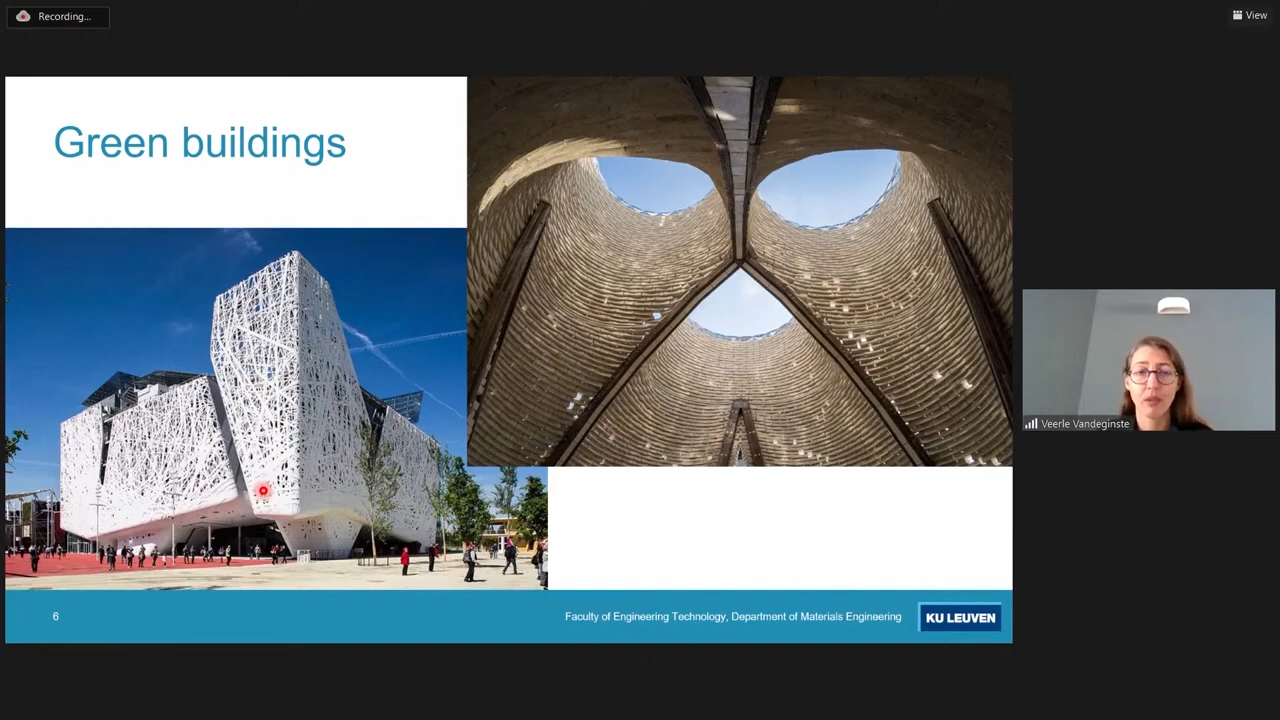 Recording...
View
Green buildings
Veerle Vandeginste
6
Faculty of Engineering Technology, Department of Materials Engineering
KU LEUVEN